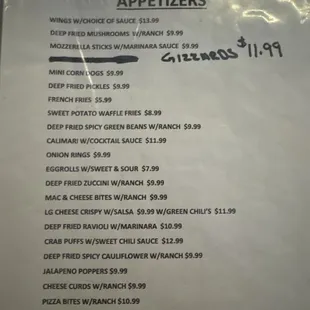 APPETIZERS
WINGS W/CHOICE OF SAUCE $13.99
DEEP FRIED MUSHROOMS W/RANCH $9.99
MOZZERELLA STICKS W/MARINARA SAUCE $9.99
GIZZARDS $11.99
MINI CORN DOGS $9.99
DEEP FRIED PICKLES $9.99
FRENCH FRIES $5.99
SWEET POTATO WAFFLE FRIES $8.99
DEEP FRIED SPICY GREEN BEANS W/RANCH $9.99
CALIMARI W/COCKTAIL SAUCE $11.99
ONION RINGS $9.99
EGGROLLS W/SWEET & SOUR $7.99
DEEP FRIED ZUCCINI W/RANCH $9.99
MAC & CHEESE BITES W/RANCH $9.99
LG CHEESE CRISPY W/SALSA $9.99 W/GREEN CHILI'S $11.99
DEEP FRIED RAVIOLI W/MARINARA $10.99
CRAB PUFFS W/SWEET CHILI SAUCE $12.99
DEEP FRIED SPICY CAULIFLOWER W/RANCH $9.99
JALAPENO POPPERS $9.99
CHEESE CURDS W/RANCH $9.99
PIZZA BITES W/RANCH $10.99